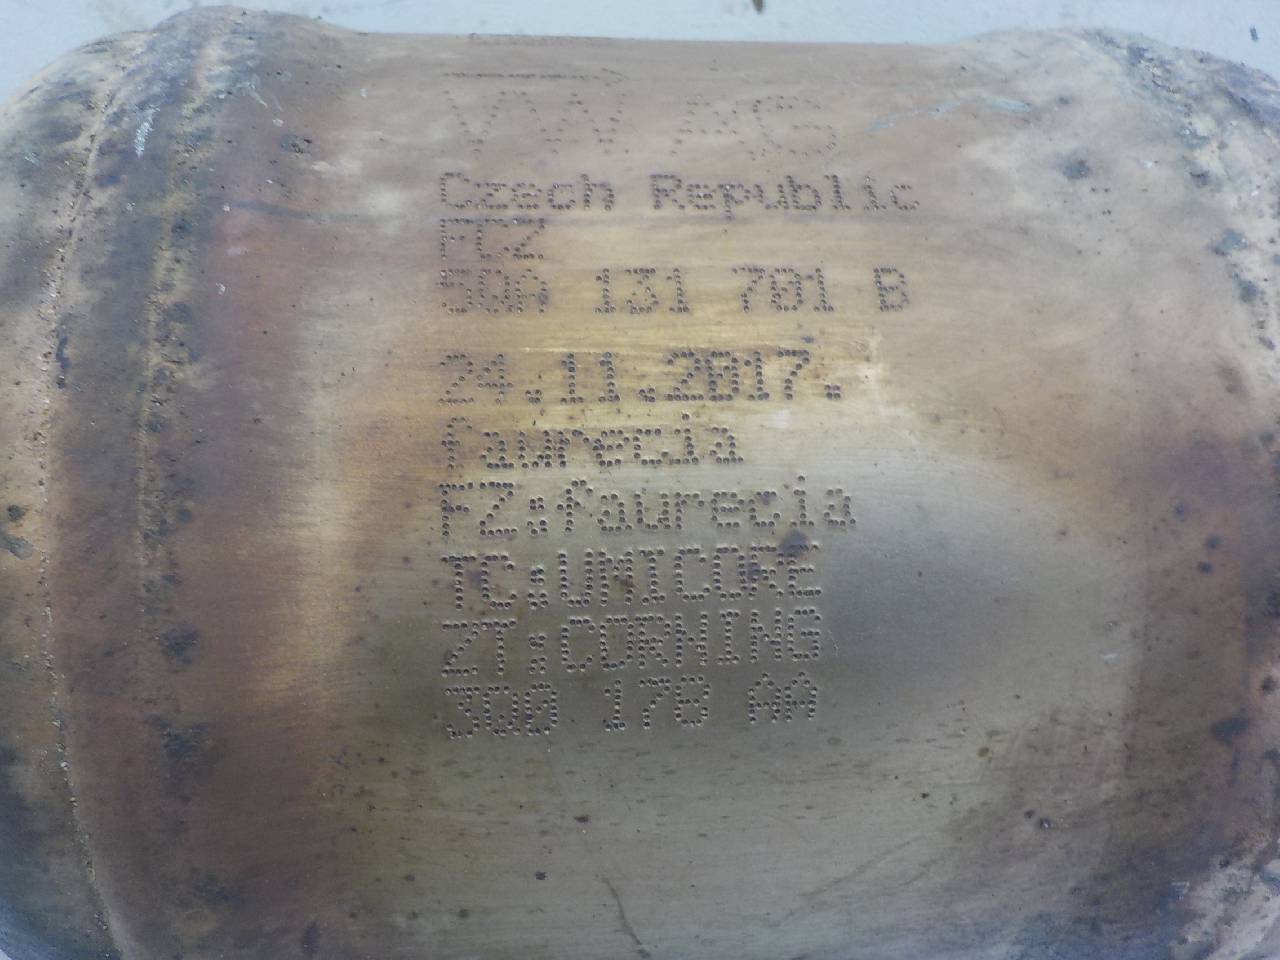 VW AG
Czech Republic
FCZ
5QA 131 701 B
24.11.2017.
faurecia
FZ:faurecia
TC:UMICORE
ZT:CORNING
3Q0 178 AA